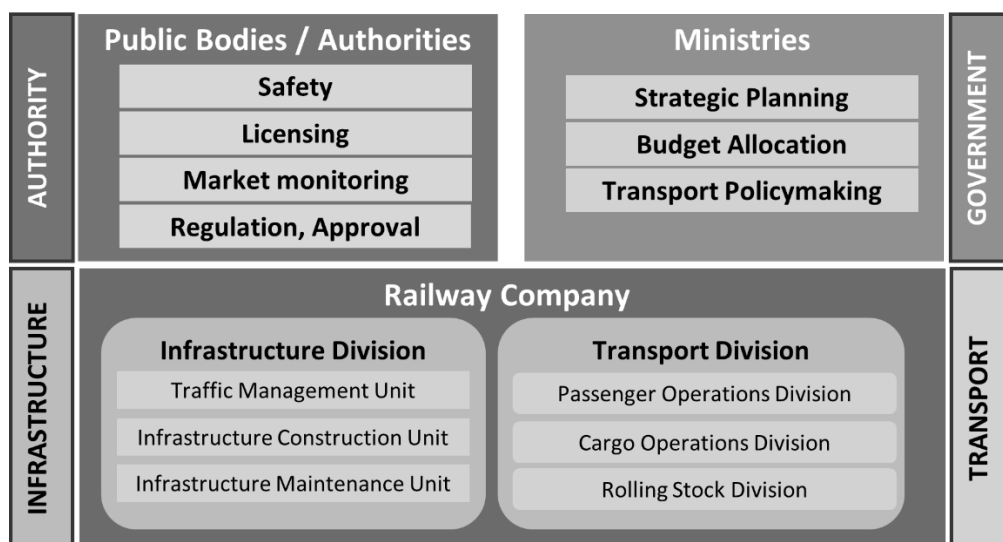 AUTHORITY
Public Bodies / Authorities
Safety
Licensing
Market monitoring
Regulation, Approval
Ministries
Strategic Planning
Budget Allocation
Transport Policymaking
GOVERNMENT
INFRASTRUCTURE
Railway Company
Infrastructure Division
Traffic Management Unit
Infrastructure Construction Unit
Infrastructure Maintenance Unit
Transport Division
Passenger Operations Division
Cargo Operations Division
Rolling Stock Division
TRANSPORT